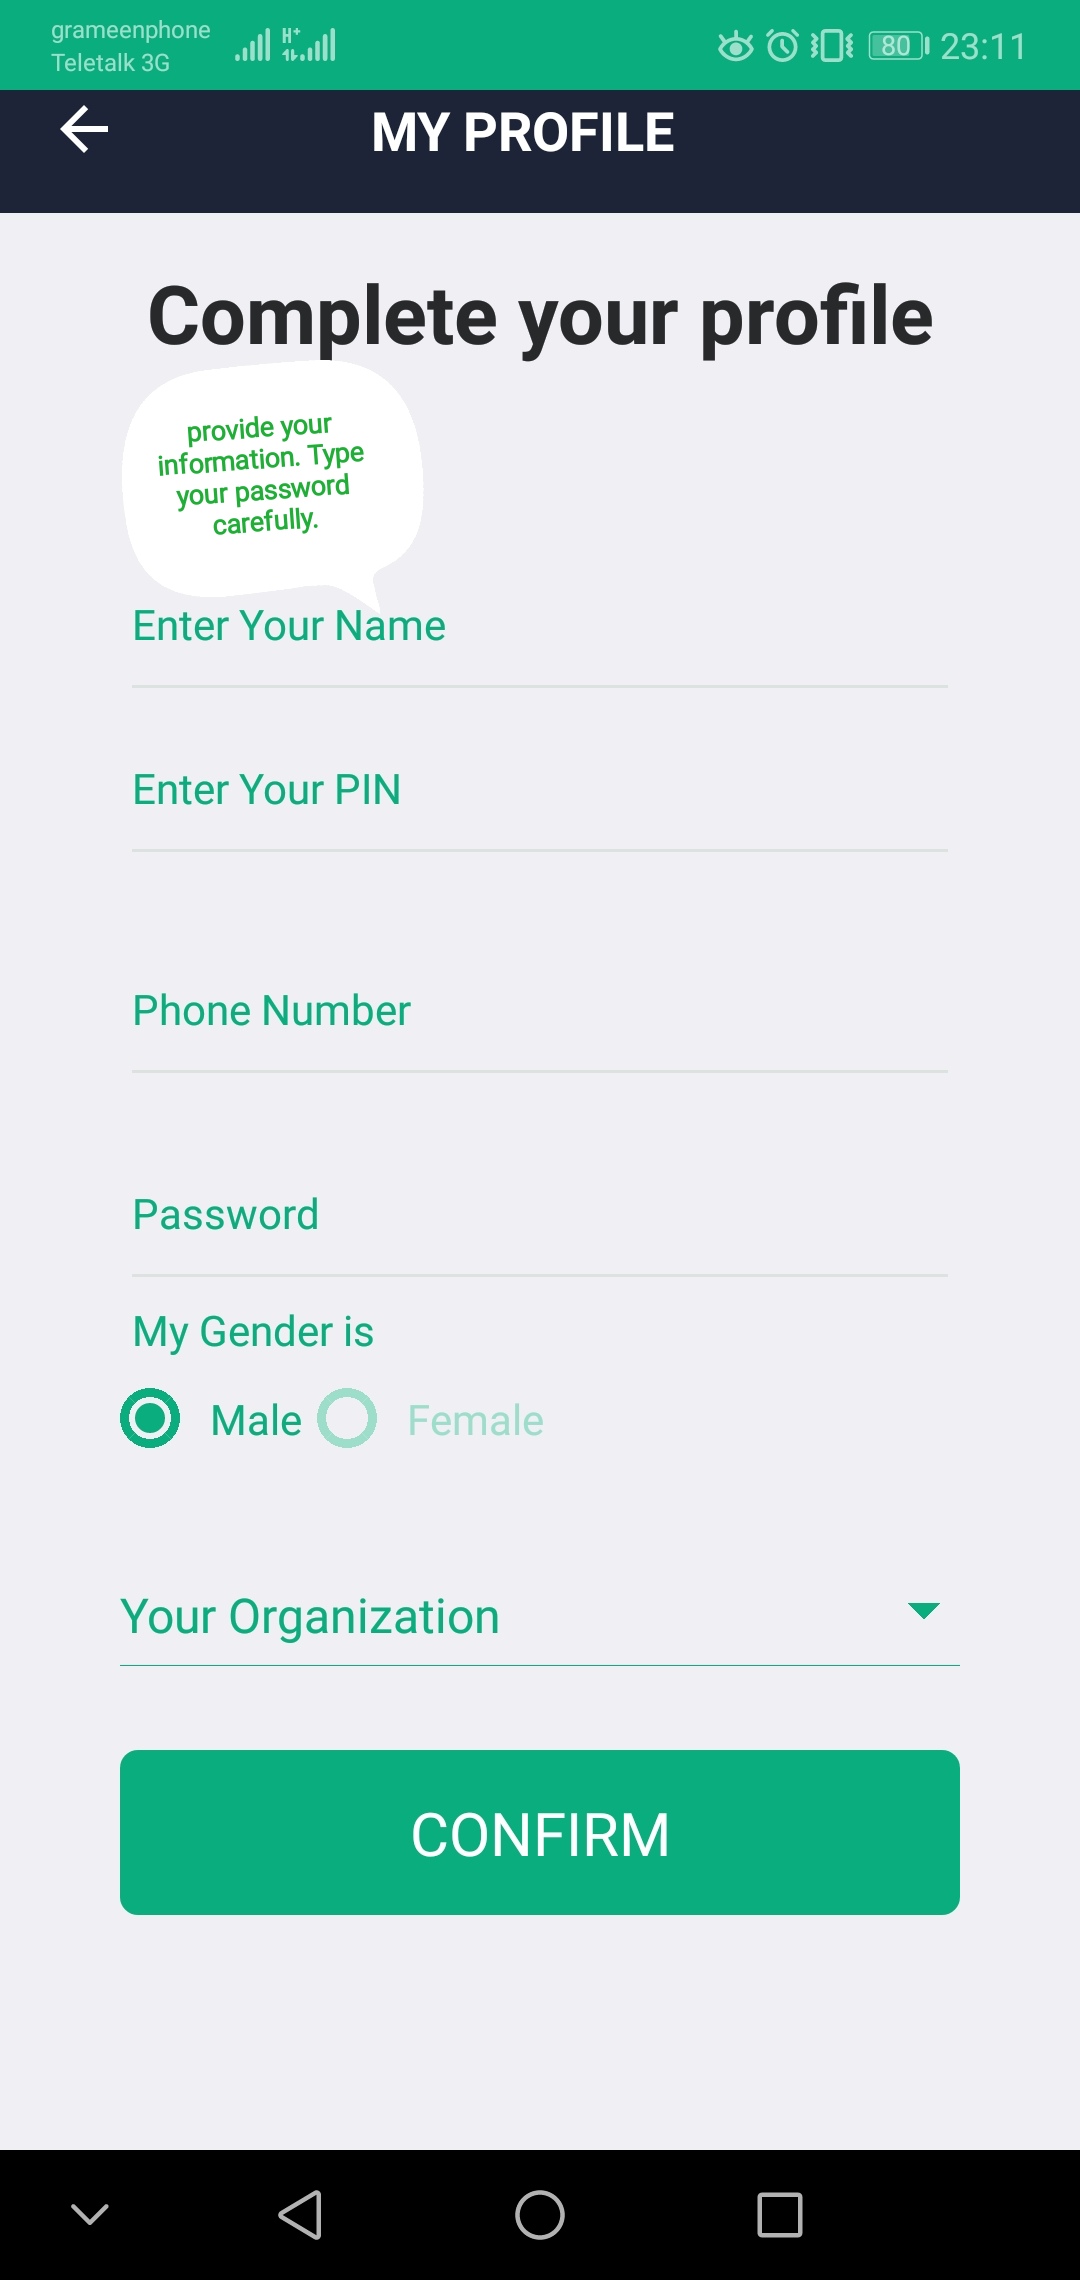 grameenphone
Teletalk 3G
H+
80
23:11
MY PROFILE
Complete your profile
provide your
information. Type
your password
carefully.
Enter Your Name
Enter Your PIN
Phone Number
Password
My Gender is
Male
Female
Your Organization
CONFIRM